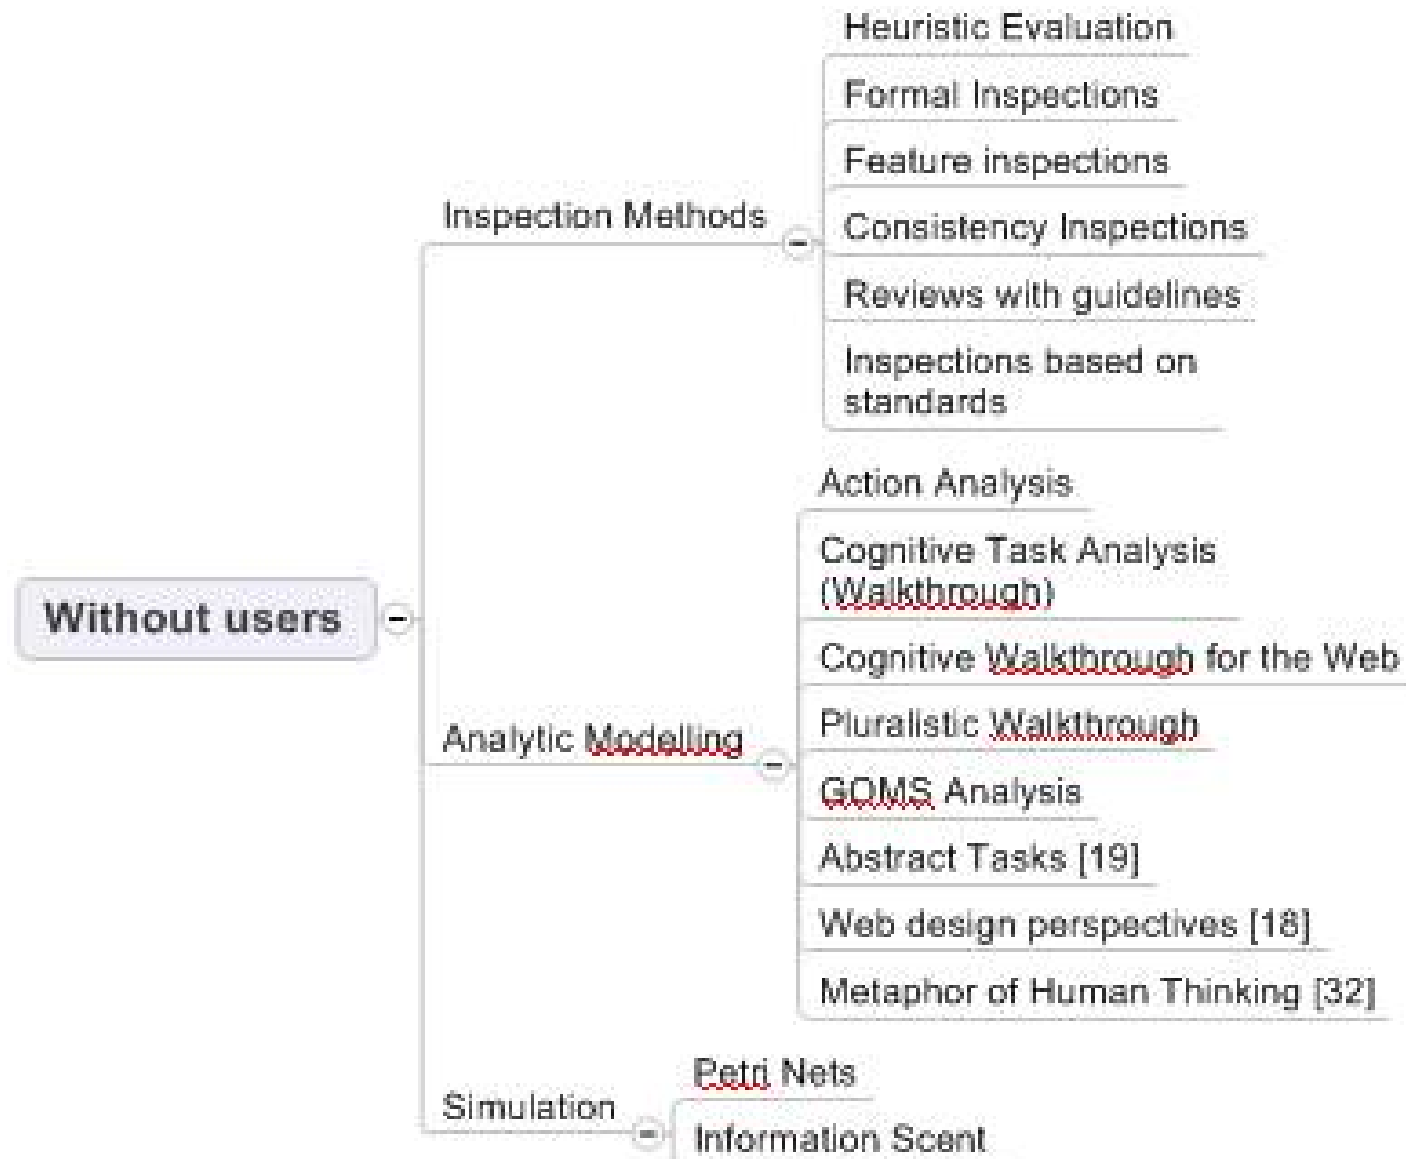 Without users
Inspection Methods
Heuristic Evaluation
Formal Inspections
Feature inspections
Consistency Inspections
Reviews with guidelines
Inspections based on
standards
Analytic Modelling
Action Analysis
Cognitive Task Analysis
(Walkthrough)
Cognitive Walkthrough for the Web
Pluralistic Walkthrough
GOMS Analysis
Abstract Tasks [19]
Web design perspectives [18]
Metaphor of Human Thinking [32]
Simulation
Petri Nets
Information Scent